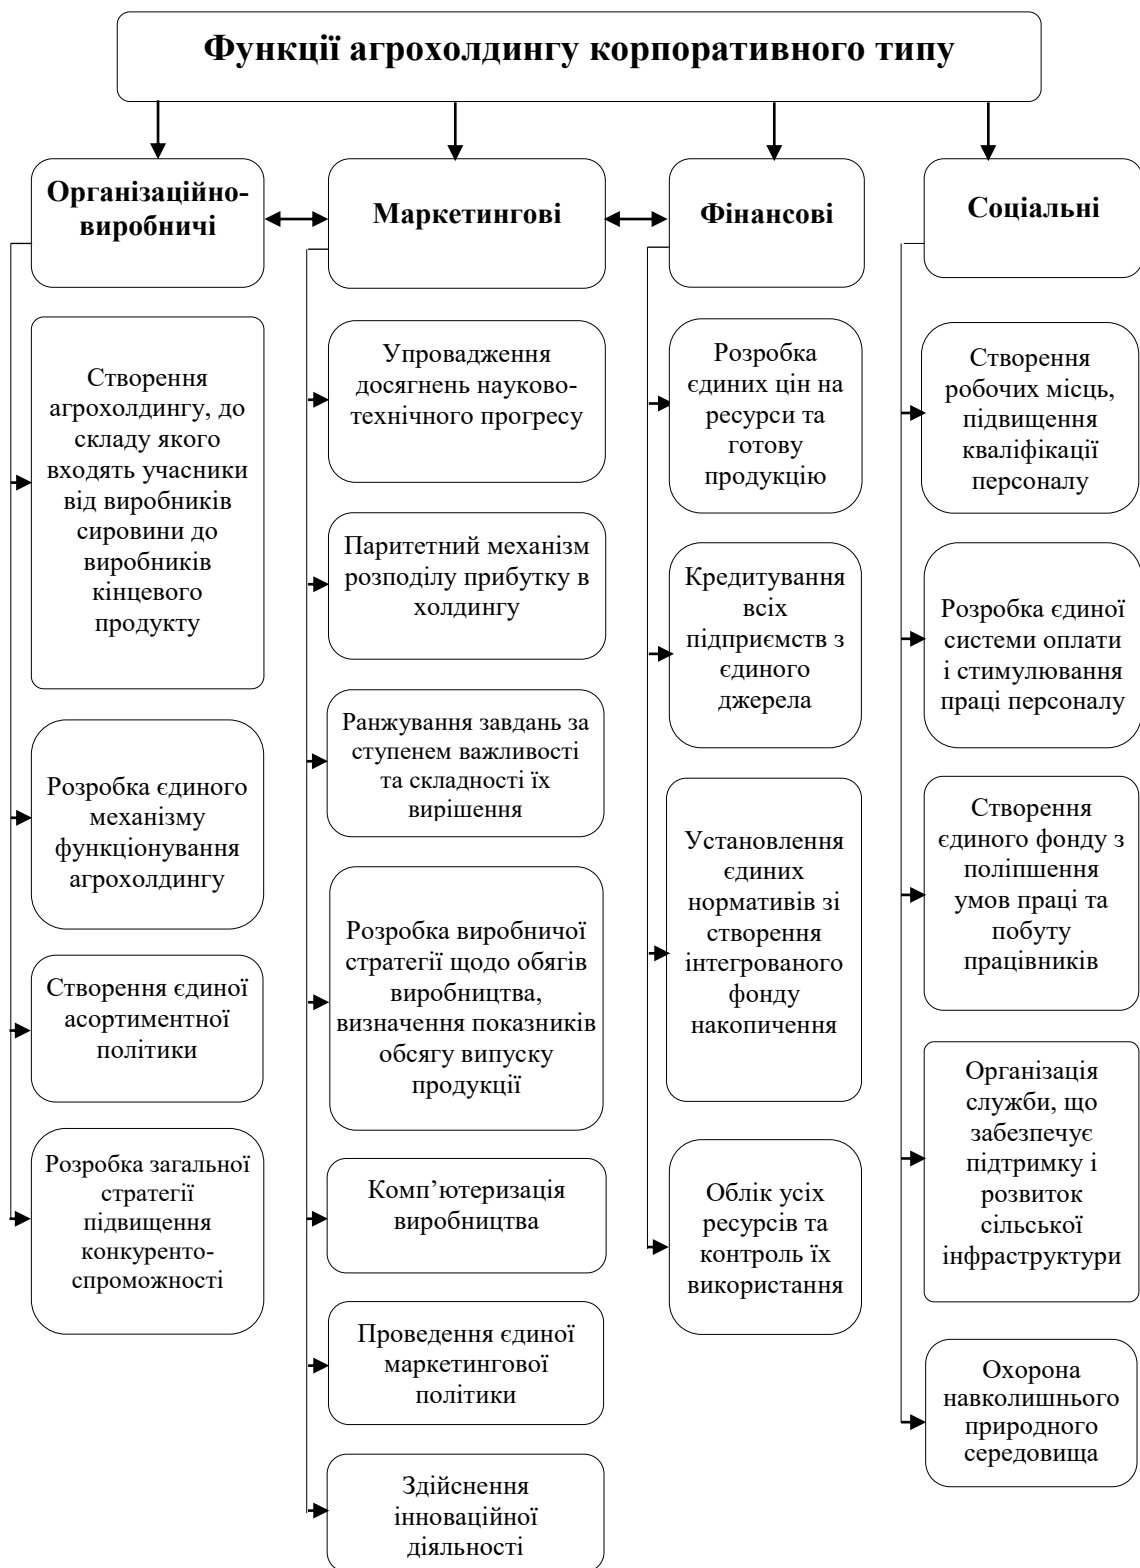 Функції агрохолдингу корпоративного типу
Організаційно-
виробничі
Маркетингові
Фінансові
Соціальні
Створення
агрохолдингу, до
складу якого
входять учасники
від виробників
сировини до
виробників
кінцевого
продукту
Розробка єдиного
механізму
функціонування
агрохолдингу
Створення єдиної
асортиментної
політики
Розробка загальної
стратегії
підвищення
конкуренто-
спроможності
Упровадження
досягнень науково-
технічного прогресу
Паритетний механізм
розподілу прибутку в
холдингу
Ранжування завдань за
ступенем важливості
та складності їх
вирішення
Розробка виробничої
стратегії щодо обягів
виробництва,
визначення показників
обсягу випуску
продукції
Комп’ютеризація
виробництва
Проведення єдиної
маркетингової
політики
Здійснення
інноваційної
діяльності
Розробка
єдиних цін на
ресурси та
готову
продукцію
Кредитування
всіх
підприємств з
єдиного
джерела
Установлення
єдиних
нормативів зі
створення
інтегрованого
фонду
накопичення
Облік усіх
ресурсів та
контроль їх
використання
Створення
робочих місць,
підвищення
кваліфікації
персоналу
Розробка єдиної
системи оплати
і стимулювання
праці персоналу
Створення
єдиного фонду з
поліпшення
умов праці та
побуту
працівників
Організація
служби, що
забезпечує
підтримку і
розвиток
сільської
інфраструктури
Охорона
навколишнього
природного
середовища